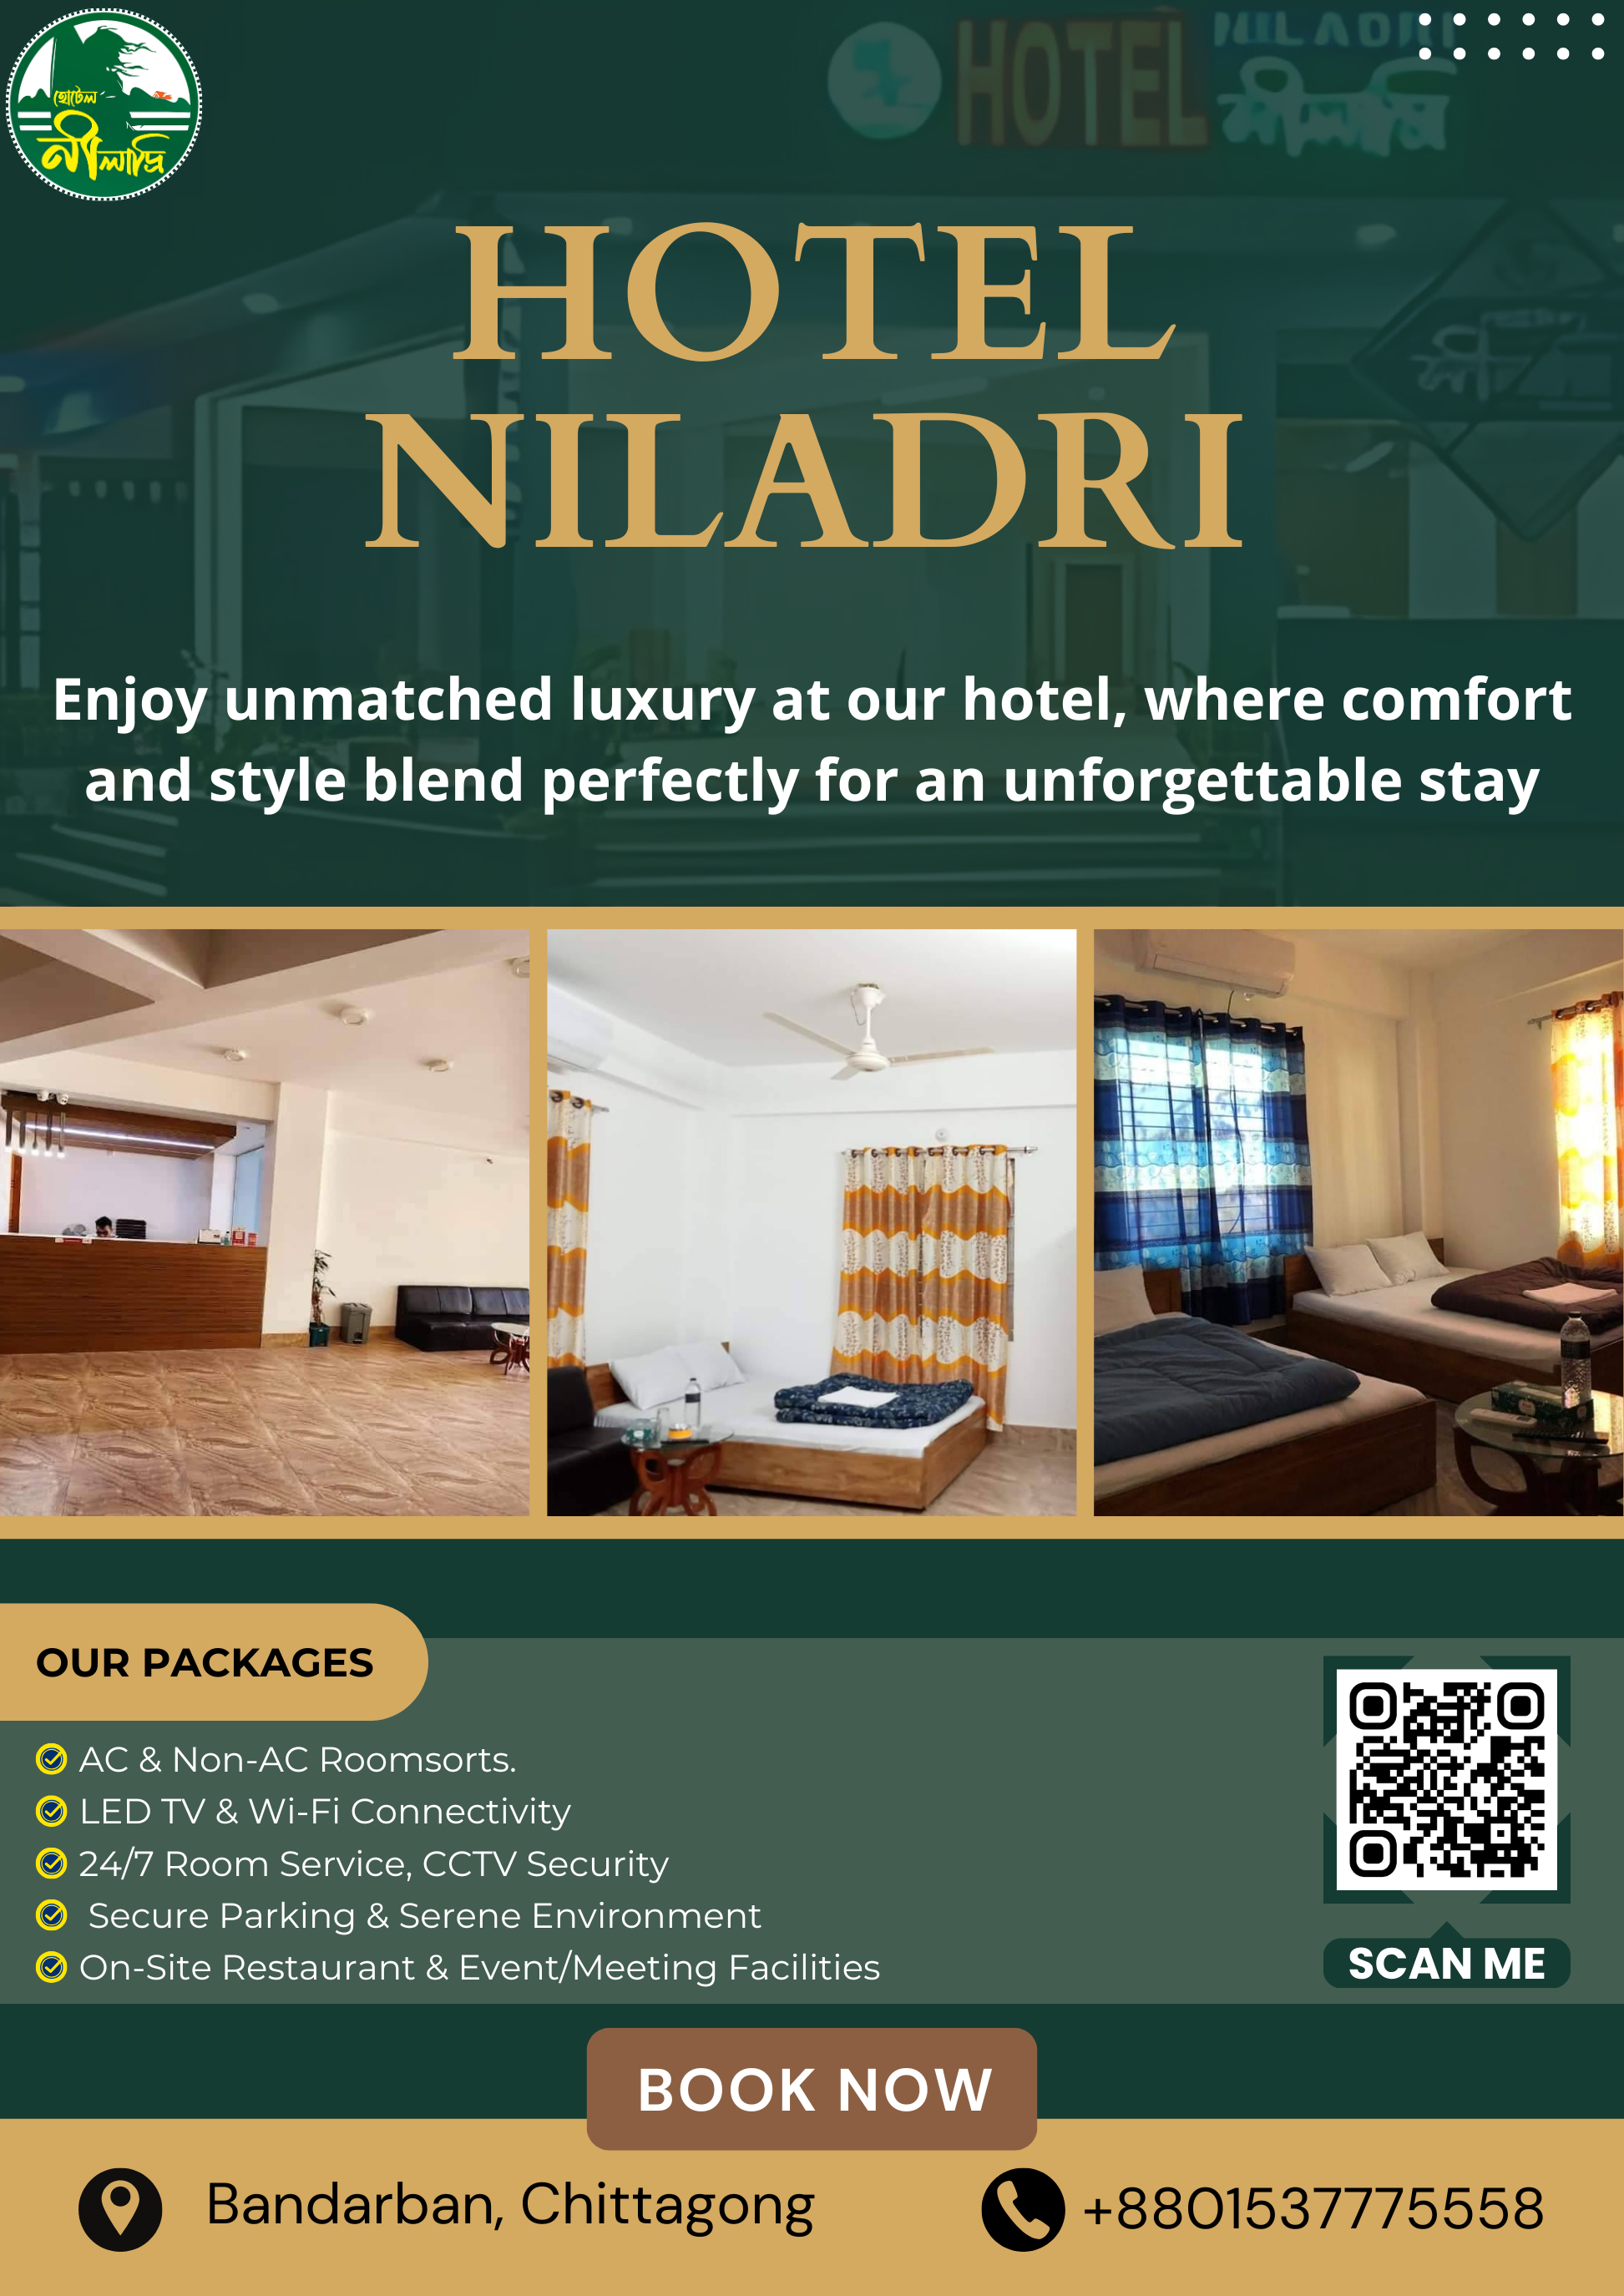 হোটেল
নীলাদ্রি
HOTEL
NILADRI
নীলাদ্রি
HOTEL
NILADRI
Enjoy unmatched luxury at our hotel, where comfort
and style blend perfectly for an unforgettable stay
OUR PACKAGES
AC & Non-AC Roomsorts.
LED TV & Wi-Fi Connectivity
24/7 Room Service, CCTV Security
Secure Parking & Serene Environment
On-Site Restaurant & Event/Meeting Facilities
SCAN ME
BOOK NOW
Bandarban, Chittagong
+8801537775558